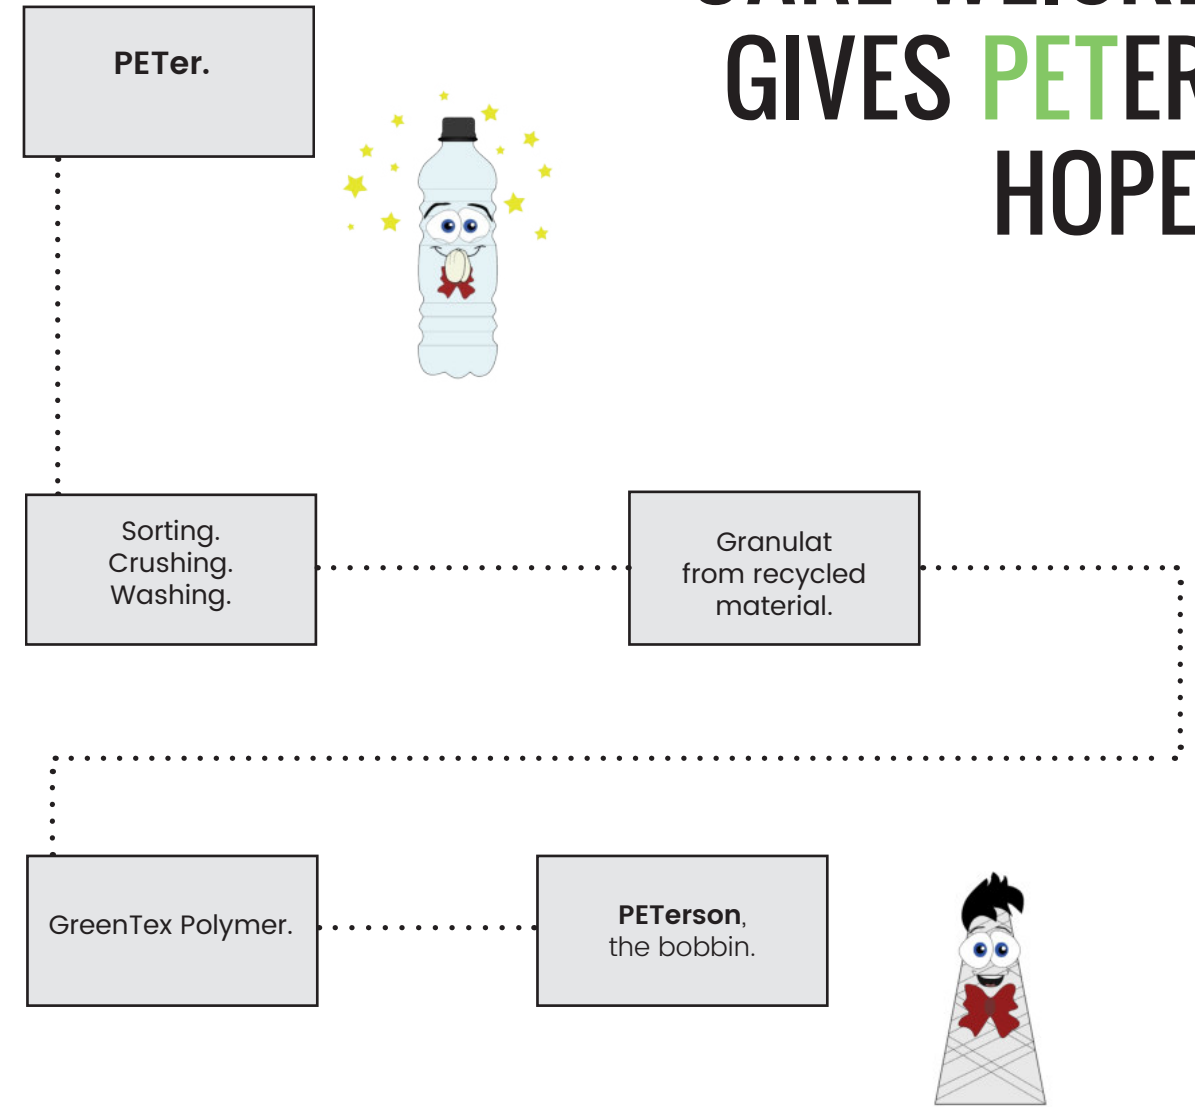 GIVES PETER
HOPE
PETer.
Sorting.
Crushing.
Washing.
Granulat
from recycled
material.
GreenTex Polymer.
PETerson,
the bobbin.